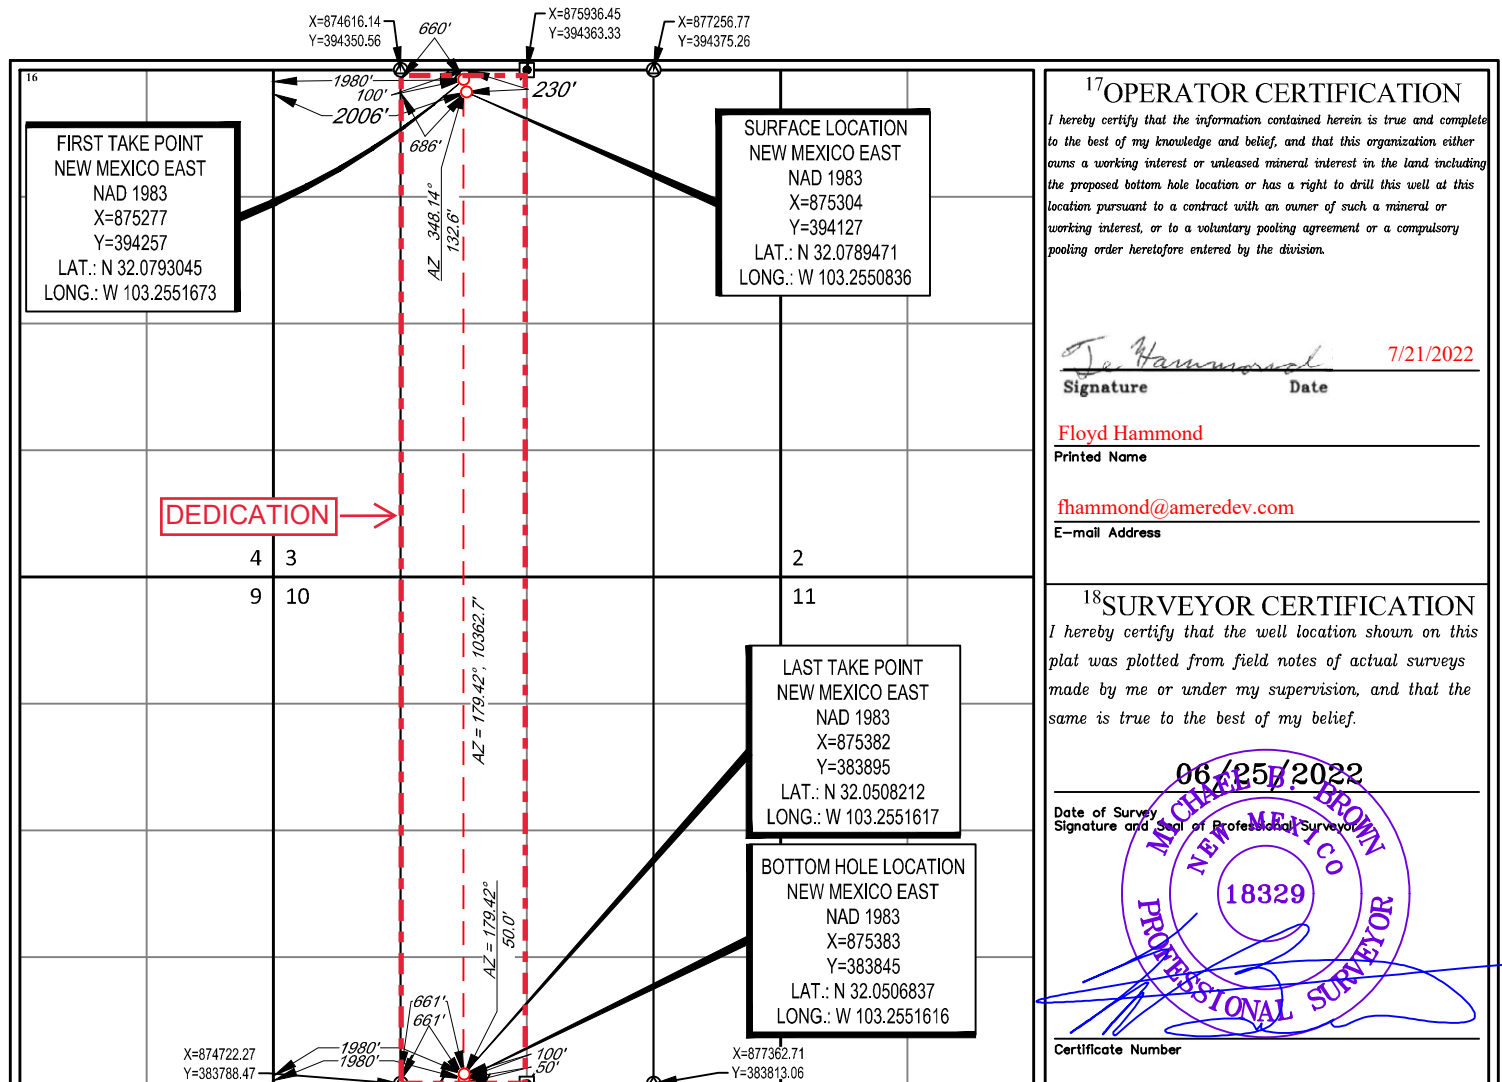 X=874616.14
Y=394350.56
660'
X=875936.45
Y=394363.33
X=877256.77
Y=394375.26
16
1980'
100'
2006'
230'
686'
FIRST TAKE POINT
NEW MEXICO EAST
NAD 1983
X=875277
Y=394257
LAT.: N 32.0793045
LONG.: W 103.2551673
AZ 348.14°
132.6'
SURFACE LOCATION
NEW MEXICO EAST
NAD 1983
X=875304
Y=394127
LAT.: N 32.0789471
LONG.: W 103.2550836
DEDICATION
4 3
2
9 10
11
AZ = 179.42°, 10362.7'
LAST TAKE POINT
NEW MEXICO EAST
NAD 1983
X=875382
Y=383895
LAT.: N 32.0508212
LONG.: W 103.2551617
AZ = 179.42°
50.0'
BOTTOM HOLE LOCATION
NEW MEXICO EAST
NAD 1983
X=875383
Y=383845
LAT.: N 32.0506837
LONG.: W 103.2551616
661'
661'
1980'
1980'
100'
50'
X=874722.27
Y=383788.47
X=877362.71
Y=383813.06
17 OPERATOR CERTIFICATION
I hereby certify that the information contained herein is true and complete
to the best of my knowledge and belief, and that this organization either
owns a working interest or unleased mineral interest in the land including
the proposed bottom hole location or has a right to drill this well at this
location pursuant to a contract with an owner of such a mineral or
working interest, or to a voluntary pooling agreement or a compulsory
pooling order heretofore entered by the division.
Hammond
7/21/2022
Signature Date
Floyd Hammond
Printed Name
fhammond@ameredev.com
E-mail Address
18 SURVEYOR CERTIFICATION
I hereby certify that the well location shown on this
plat was plotted from field notes of actual surveys
made by me or under my supervision, and that the
same is true to the best of my belief.
06/25/2022
Date of Survey
Signature and Seal of Professional Surveyor
MICHAEL B. BROWN
NEW MEXICO
18329
PROFESSIONAL SURVEYOR
Certificate Number